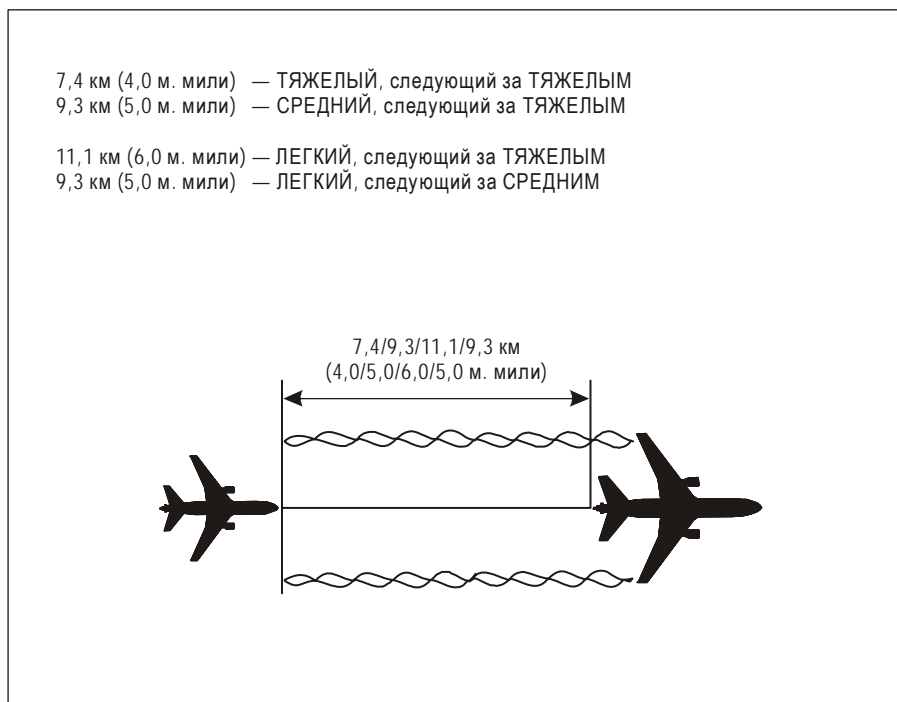 7,4 км (4,0 м. мили) — ТЯЖЕЛЫЙ, следующий за ТЯЖЕЛЫМ
9,3 км (5,0 м. мили) — СРЕДНИЙ, следующий за ТЯЖЕЛЫМ
11,1 км (6,0 м. мили) — ЛЕГКИЙ, следующий за ТЯЖЕЛЫМ
9,3 км (5,0 м. мили) — ЛЕГКИЙ, следующий за СРЕДНИМ
7,4/9,3/11,1/9,3 км
(4,0/5,0/6,0/5,0 м. мили)